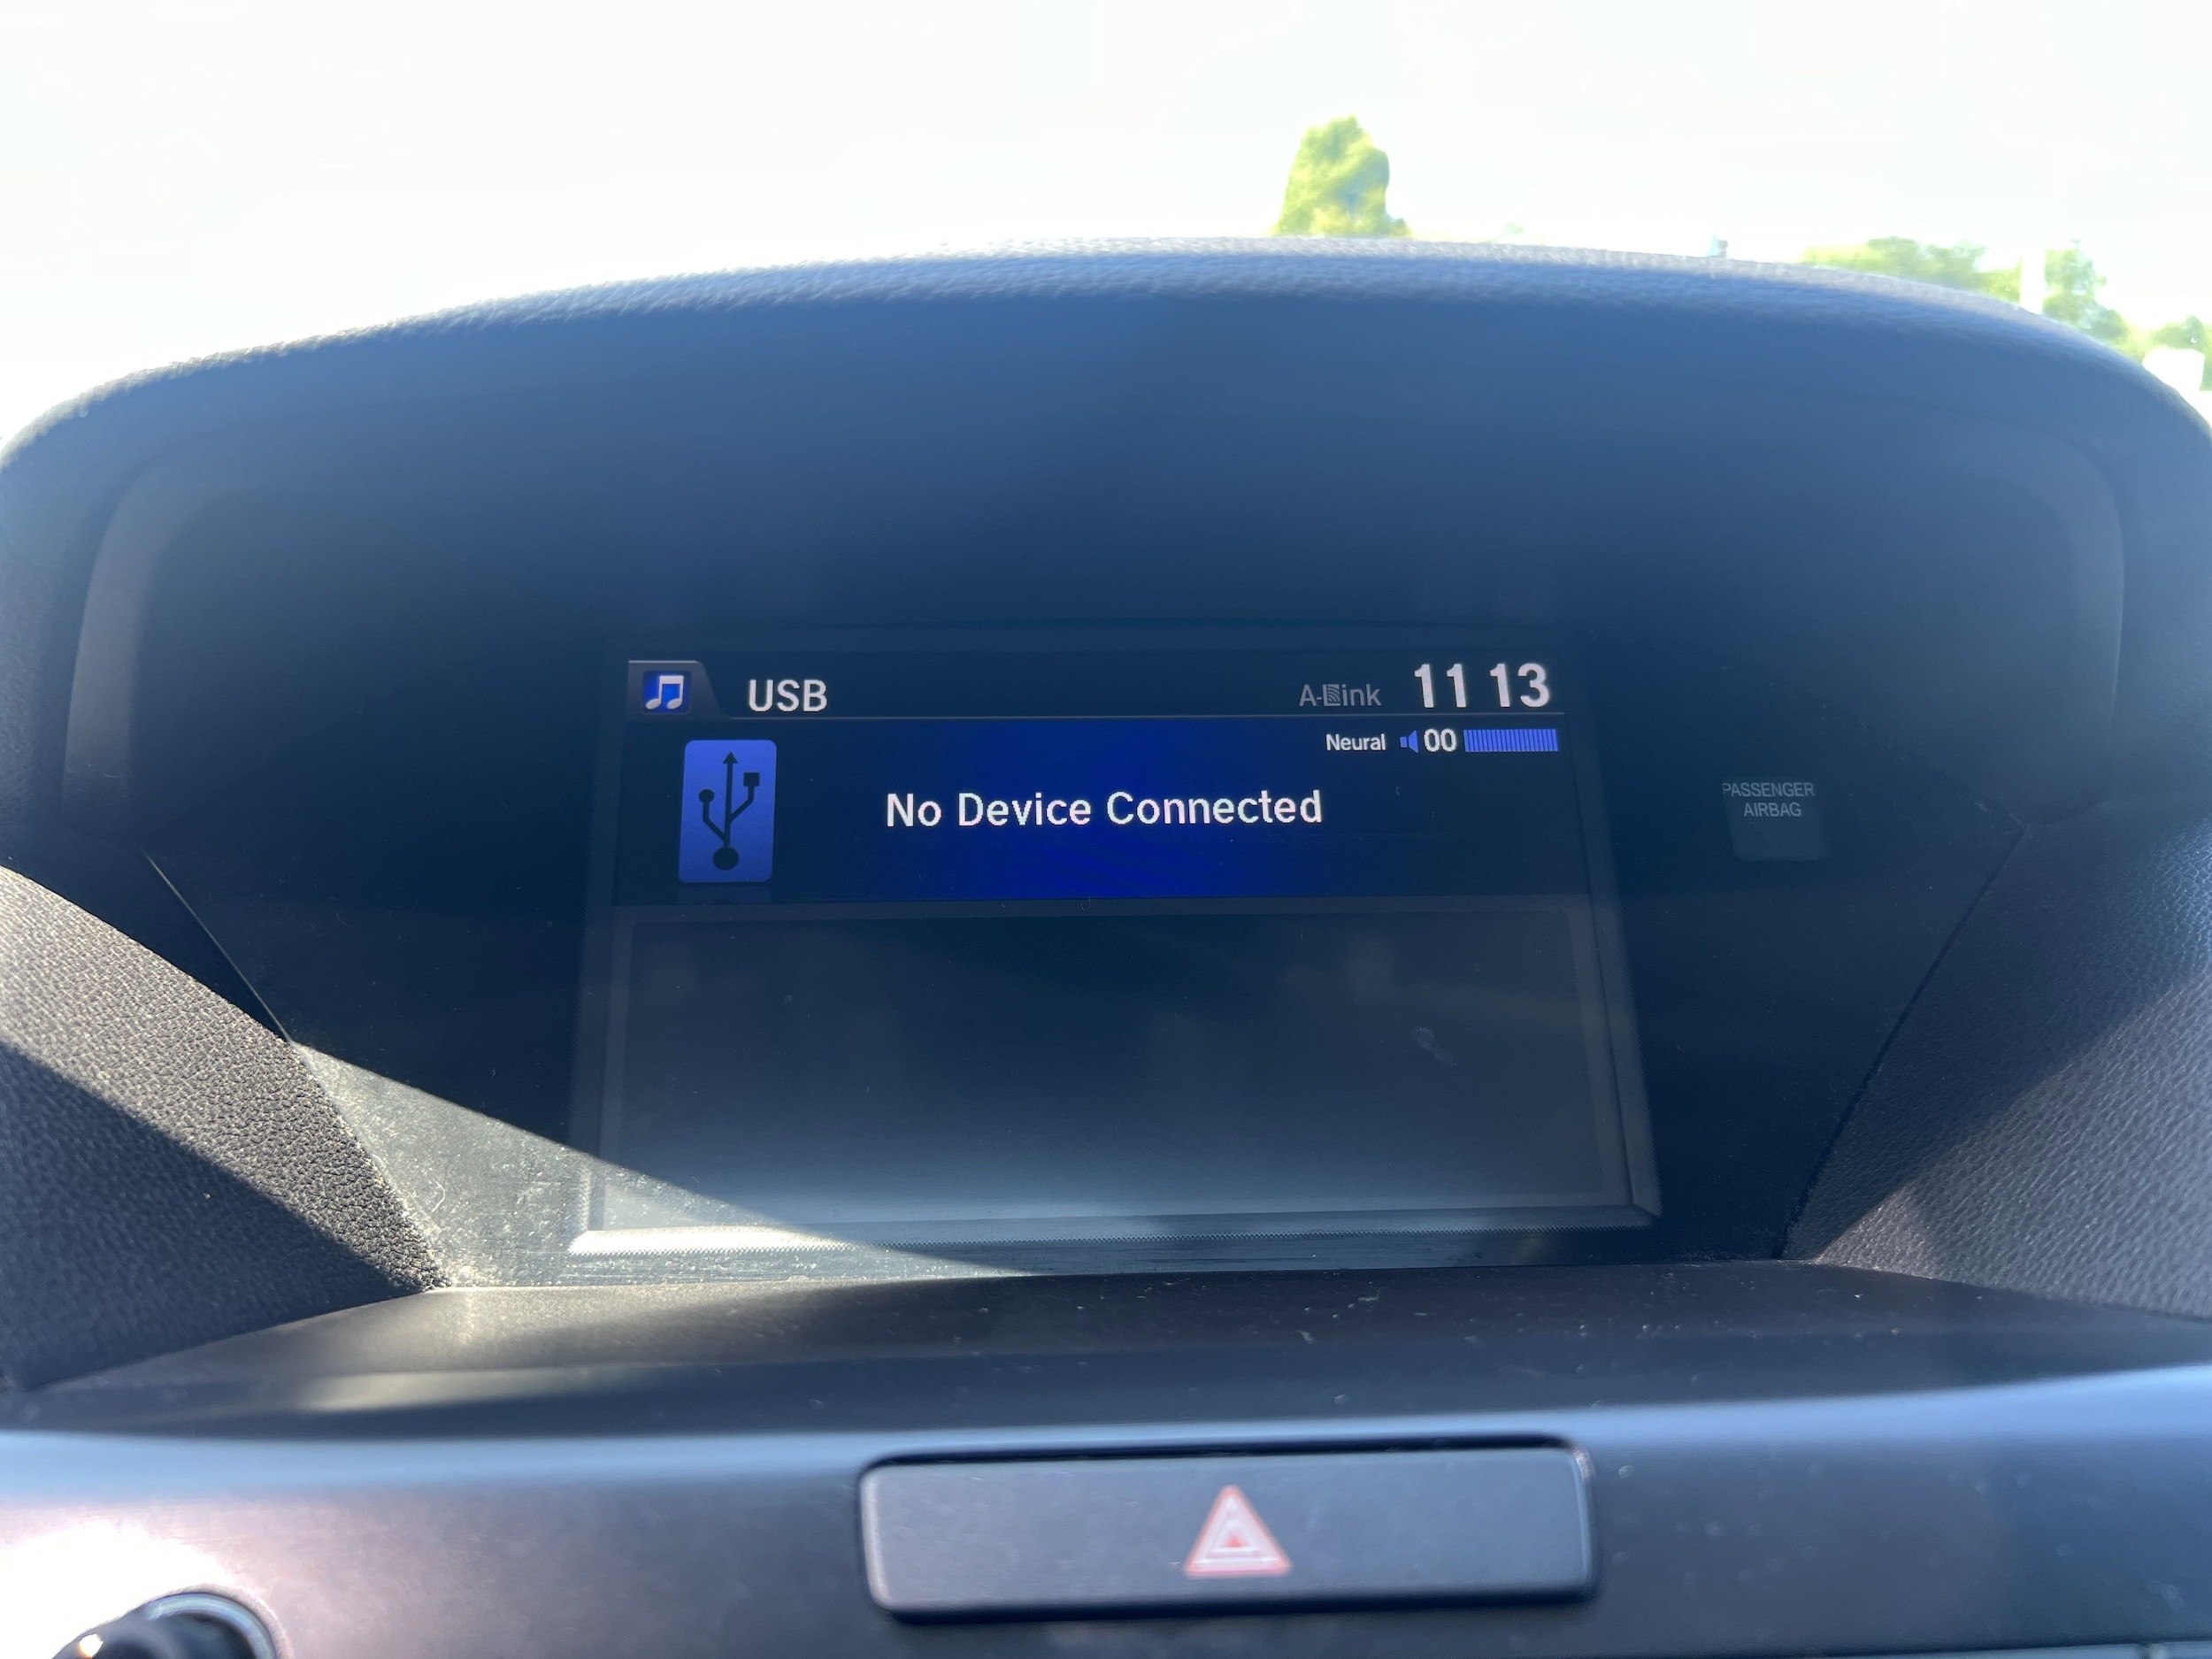 USB
A-Link
11 13
Neural 00
No Device Connected
PASSENGER
AIRBAG